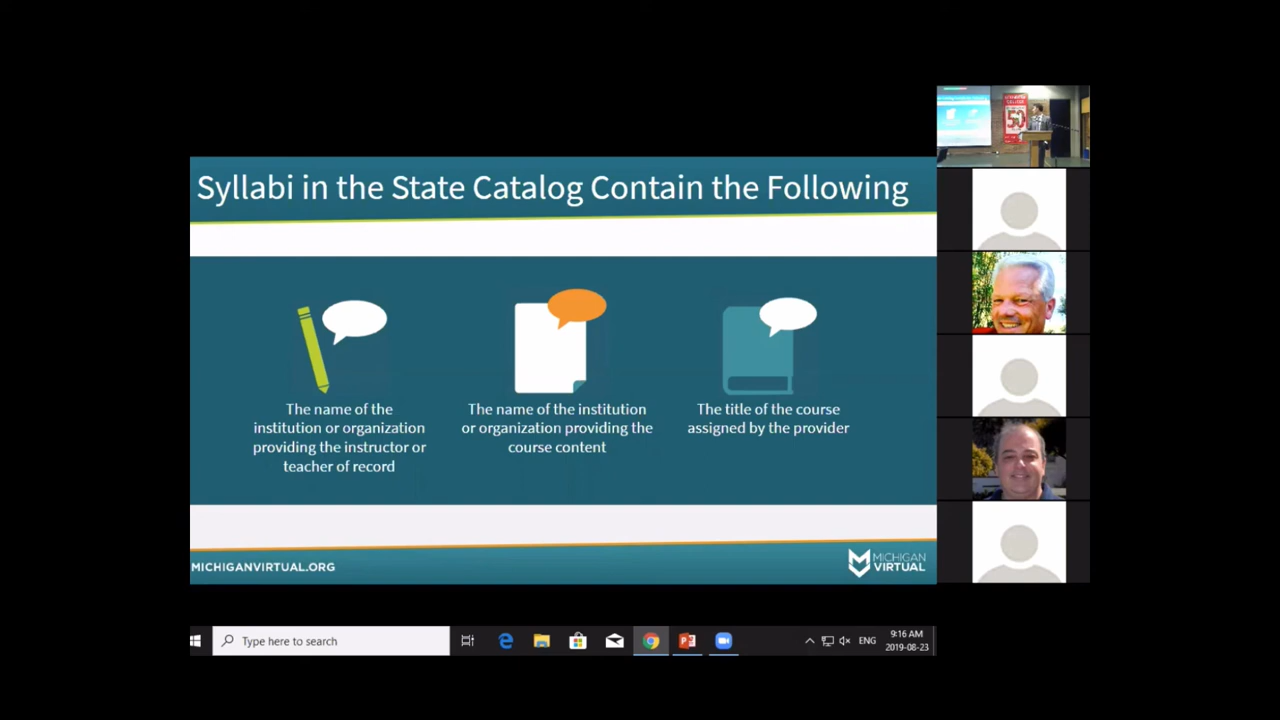 Syllabi in the State Catalog Contain the Following
The name of the
institution or organization
providing the instructor or
teacher of record
The name of the institution
or organization providing the
course content
The title of the course
assigned by the provider
MICHIGANVIRTUAL.ORG
MICHIGAN
VIRTUAL
Type here to search
ENG
9:16 AM
2019-08-23
50